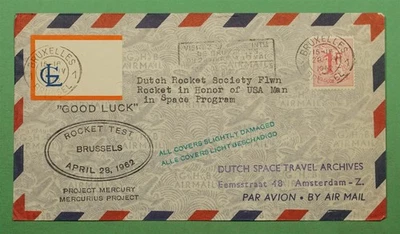 BRUXELLES
BRUXELLES
Dutch Rocket Society Flwn
Rocket in Honor of USA Man
in Space Program
"GOOD LUCK"
ROCKET TEST
BRUSSELS
APRIL 28, 1962
ALL COVERS SLIGHTLY DAMAGED
ALLE COVERS LICHT BESCHADIGD
PROJECT MERCURY
MERCURIUS PROJECT
DUTCH SPACE TRAVEL ARCHIVES
Eemsstraat 48 Amsterdam-Z.
PAR AVION • BY AIR MAIL